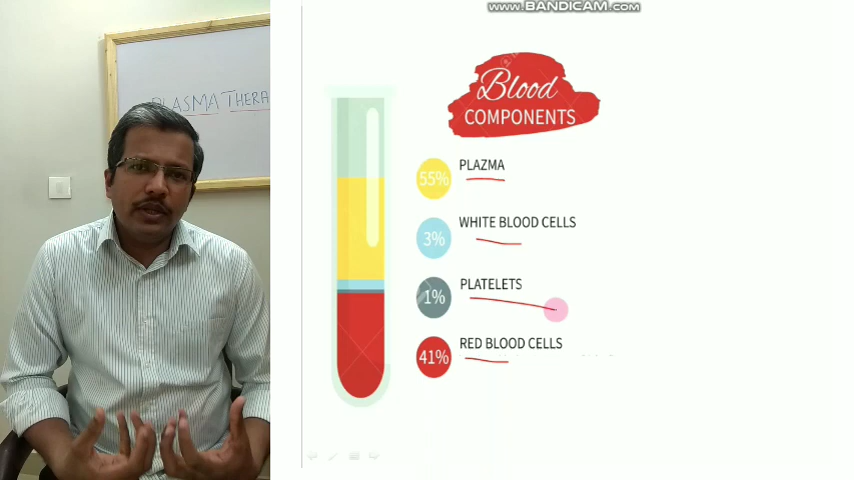 www.BANDICAM.com
PLASMA THERA
Blood
COMPONENTS
55% PLAZMA
3% WHITE BLOOD CELLS
1% PLATELETS
41% RED BLOOD CELLS